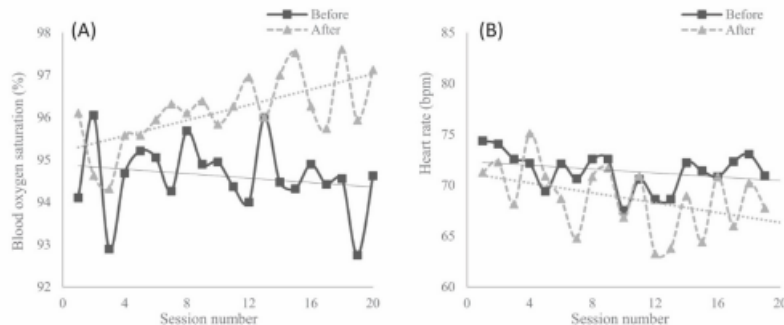 (A)
Before
After
98
97
96
95
94
93
92
Blood oxygen saturation (%)
0
4
8
12
16
20
Session number
(B)
Before
After
85
80
75
70
65
60
Heart rate (bpm)
0
4
8
12
16
20
Session number